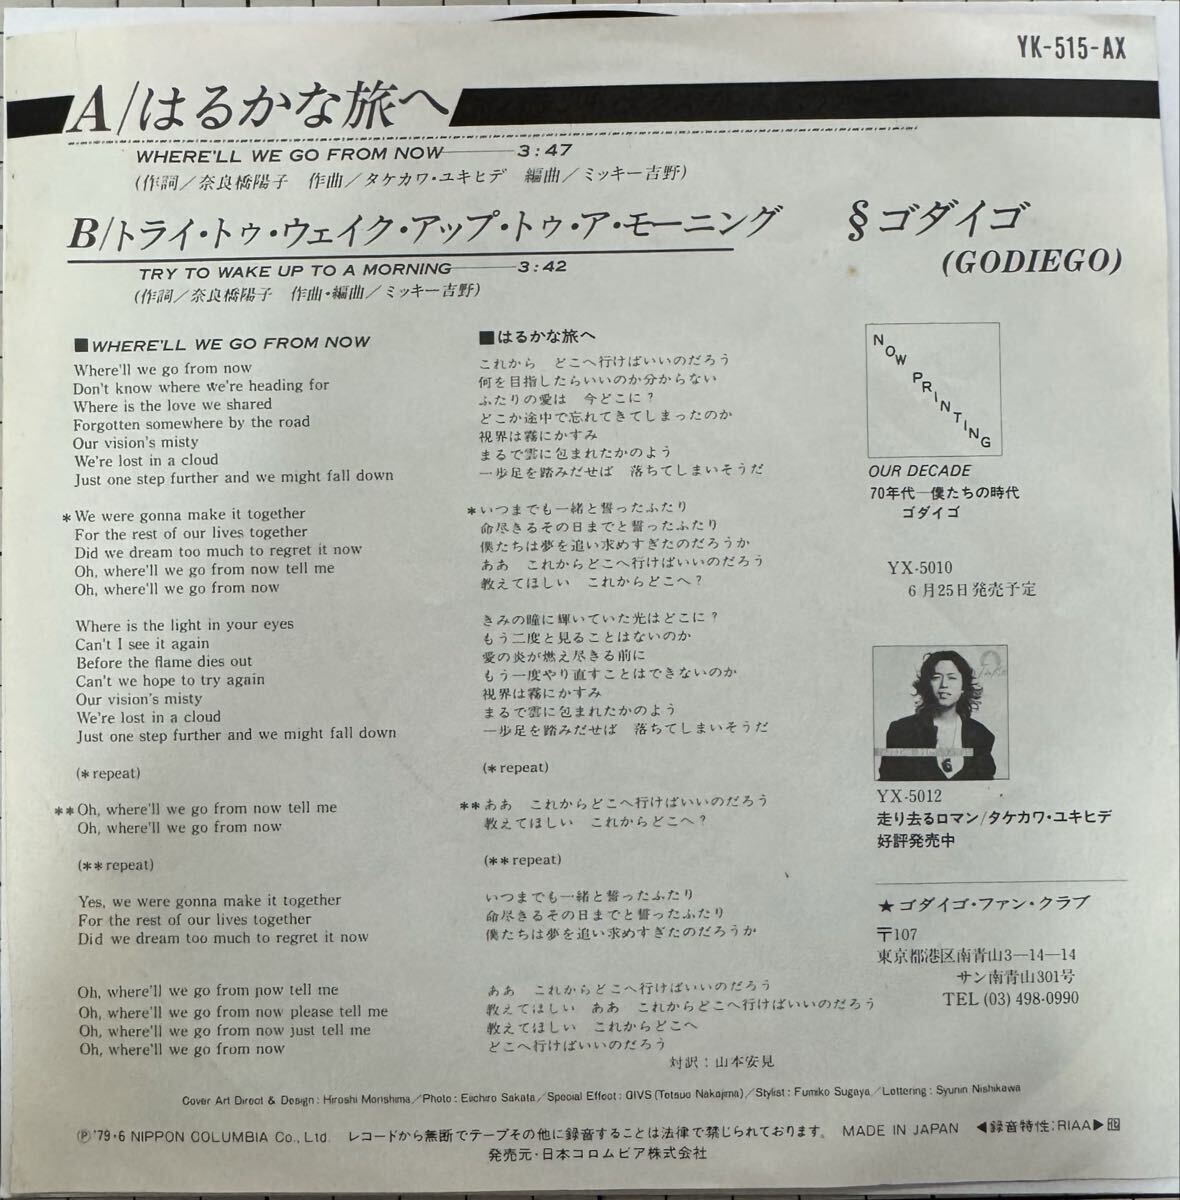 YK-515-AX
A/はるかな旅へ
WHERE'LL WE GO FROM NOW 3:47
(作詞/奈良橋陽子 作曲/タケカワ・ユキヒデ 編曲/ミッキー吉野)
B/トライ・トゥ・ウェイク・アップ・トゥ・ア・モーニング
TRY TO WAKE UP TO A MORNING 3:42
(作詞/奈良橋陽子 作曲・編曲/ミッキー吉野)
§ゴダイゴ
(GODIEGO)
■WHERE'LL WE GO FROM NOW
Where'll we go from now
Don't know where we're heading for
Where is the love we shared
Forgotten somewhere by the road
Our vision's misty
We're lost in a cloud
Just one step further and we might fall down
*We were gonna make it together
For the rest of our lives together
Did we dream too much to regret it now
Oh, where'll we go from now tell me
Oh, where'll we go from now
Where is the light in your eyes
Can't I see it again
Before the flame dies out
Can't we hope to try again
Our vision's misty
We're lost in a cloud
Just one step further and we might fall down
(*repeat)
**Oh, where'll we go from now tell me
Oh, where'll we go from now
(**repeat)
Yes, we were gonna make it together
For the rest of our lives together
Did we dream too much to regret it now
Oh, where'll we go from now tell me
Oh, where'll we go from now please tell me
Oh, where'll we go from now just tell me
Oh, where'll we go from now
■はるかな旅へ
これから どこへ行けばいいのだろう
何を目指したらいいのか分からない
ふたりの愛は 今どこに?
どこか途中で忘れてきてしまったのか
視界は霧にかすみ
まるで雲に包まれたかのよう
一歩足を踏みだせば 落ちてしまいそうだ
*いつまでも一緒と誓ったふたり
命尽きるその日までと誓ったふたり
僕たちは夢を追い求めすぎたのだろうか
ああ これからどこへ行けばいいのだろう
教えてほしい これからどこへ?
きみの瞳に輝いていた光はどこに?
もう二度と見ることはないのか
愛の炎が燃え尽きる前に
もう一度やり直すことはできないのか
視界は霧にかすみ
まるで雲に包まれたかのよう
一歩足を踏みだせば 落ちてしまいそうだ
(*repeat)
**ああ これからどこへ行けばいいのだろう
教えてほしい これからどこへ?
(**repeat)
いつまでも一緒と誓ったふたり
命尽きるその日までと誓ったふたり
僕たちは夢を追い求めすぎたのだろうか
ああ これからどこへ行けばいいのだろう
教えてほしい ああ これからどこへ行けばいいのだろう
教えてほしい これからどこへ
どこへ行けばいいのだろう
対訳：山本安見
NOW PRINTING
OUR DECADE
70年代—僕たちの時代
ゴダイゴ
YX-5010
6月25日発売予定
6
YX-5012
走り去るロマン/タケカワ・ユキヒデ
好評発売中
★ゴダイゴ・ファン・クラブ
〒107
東京都港区南青山3—14—14
サン南青山301号
TEL (03) 498-0990
Cover Art Direct & Design : Hiroshi Morishima/Photo : Eiichiro Sakata/Special Effect : GIVS (Totsuo Nakajima)/Stylist : Fumiko Sugaya/Lettering : Syunin Nishikawa
Ⓟ'79・6 NIPPON COLUMBIA Co., Ltd. レコードから無断でテープその他に録音することは法律で禁じられております。 MADE IN JAPAN ◀録音特性:RIAA▶
発売元・日本コロムビア株式会社